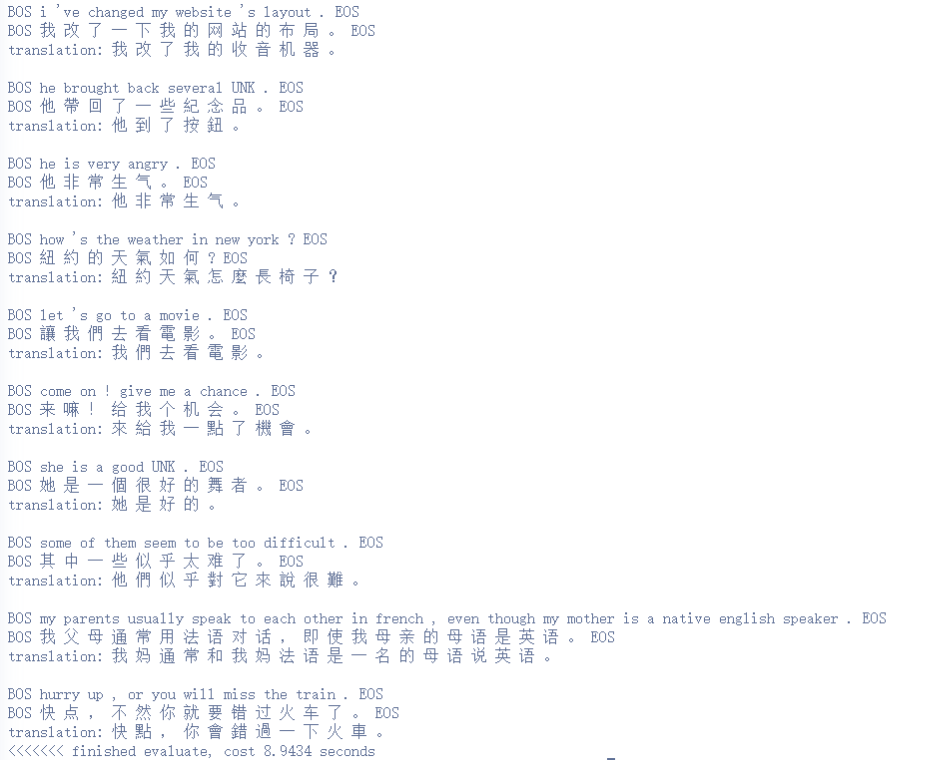 BOS i 've changed my website 's layout . EOS
BOS 我 改 了 一 下 我 的 网 站 的 布 局 。 EOS
translation: 我 改 了 我 的 收 音 机 器 。
BOS he brought back several UNK . EOS
BOS 他 帶 回 了 一 些 紀 念 品 。 EOS
translation: 他 到 了 按 鈕 。
BOS he is very angry . EOS
BOS 他 非 常 生 气 。 EOS
translation: 他 非 常 生 气 。
BOS how 's the weather in new york ? EOS
BOS 紐 約 的 天 氣 如 何 ? EOS
translation: 紐 約 天 氣 怎 麼 長 椅 子 ?
BOS let 's go to a movie . EOS
BOS 讓 我 們 去 看 電 影 。 EOS
translation: 我 們 去 看 電 影 。
BOS come on ! give me a chance . EOS
BOS 来 嘛 ! 给 我 个 机 会 。 EOS
translation: 來 給 我 一 點 了 機 會 。
BOS she is a good UNK . EOS
BOS 她 是 一 個 很 好 的 舞 者 。 EOS
translation: 她 是 好 的 。
BOS some of them seem to be too difficult . EOS
BOS 其 中 一 些 似 乎 太 难 了 。 EOS
translation: 他 們 似 乎 對 它 來 說 很 難 。
BOS my parents usually speak to each other in french , even though my mother is a native english speaker . EOS
BOS 我 父 母 通 常 用 法 语 对 话 , 即 使 我 母 亲 的 母 语 是 英 语 。 EOS
translation: 我 妈 通 常 和 我 妈 法 语 是 一 名 的 母 语 说 英 语 。
BOS hurry up , or you will miss the train . EOS
BOS 快 点 , 不 然 你 就 要 错 过 火 车 了 。 EOS
translation: 快 點 , 你 會 錯 過 一 下 火 車 。
<<<<<<< finished evaluate, cost 8.9434 seconds